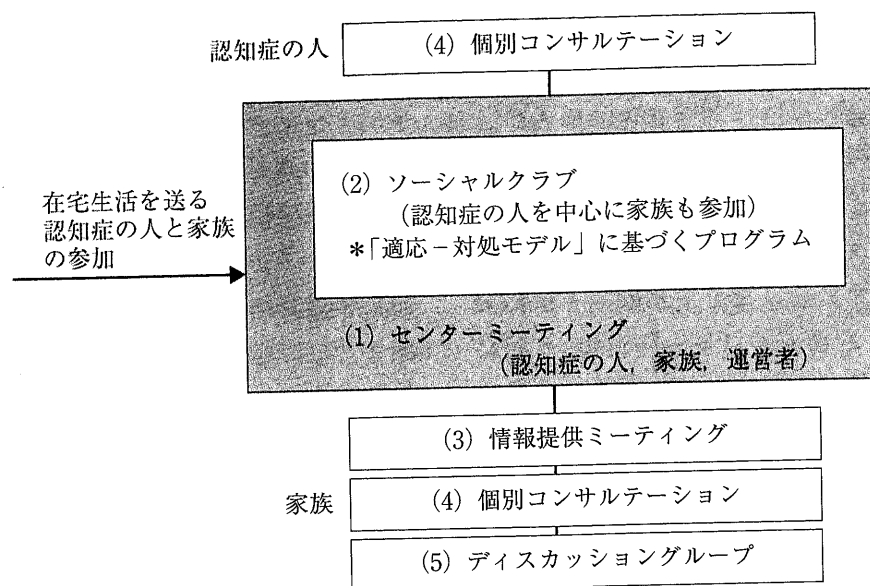 認知症の人
(4) 個別コンサルテーション
(2) ソーシャルクラブ
(認知症の人を中心に家族も参加)
*「適応-対処モデル」に基づくプログラム
在宅生活を送る
認知症の人と家族
の参加
(1) センターミーティング
(認知症の人,家族,運営者)
(3) 情報提供ミーティング
家族
(4) 個別コンサルテーション
(5) ディスカッショングループ